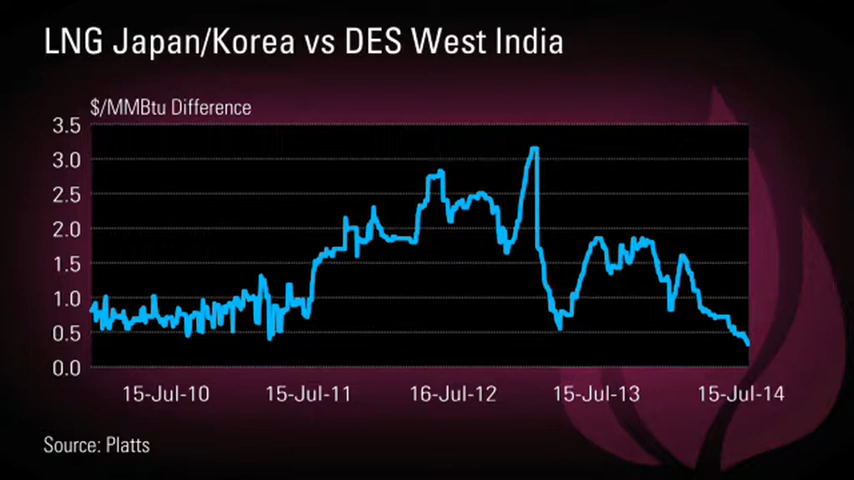 LNG Japan/Korea vs DES West India
$/MMBtu Difference
3.5
3.0
2.5
2.0
1.5
1.0
0.5
0.0
15-Jul-10 15-Jul-11 16-Jul-12 15-Jul-13 15-Jul-14
Source: Platts